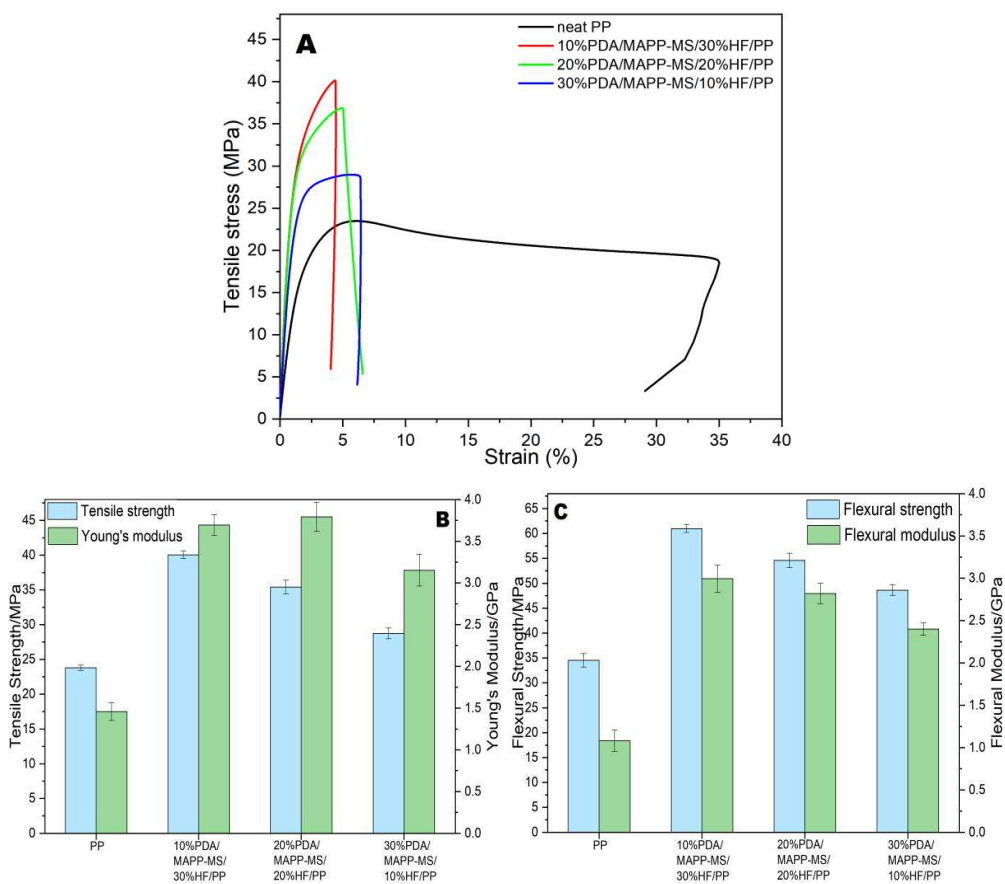 A
neat PP
10%PDA/MAPP-MS/30%HF/PP
20%PDA/MAPP-MS/20%HF/PP
30%PDA/MAPP-MS/10%HF/PP
Tensile stress (MPa)
45
40
35
30
25
20
15
10
5
0
0 5 10 15 20 25 30 35 40
Strain (%)
B
Tensile strength
Young's modulus
Tensile Strength/MPa
45
40
35
30
25
20
15
10
5
0
Young's Modulus/GPa
4.0
3.5
3.0
2.5
2.0
1.5
1.0
0.5
0.0
PP
10%PDA/
MAPP-MS/
30%HF/PP
20%PDA/
MAPP-MS/
20%HF/PP
30%PDA/
MAPP-MS/
10%HF/PP
C
Flexural strength
Flexural modulus
Flexural Strength/MPa
65
60
55
50
45
40
35
30
25
20
15
10
5
0
Flexural Modulus/GPa
4.0
3.5
3.0
2.5
2.0
1.5
1.0
0.5
0.0
PP
10%PDA/
MAPP-MS/
30%HF/PP
20%PDA/
MAPP-MS/
20%HF/PP
30%PDA/
MAPP-MS/
10%HF/PP